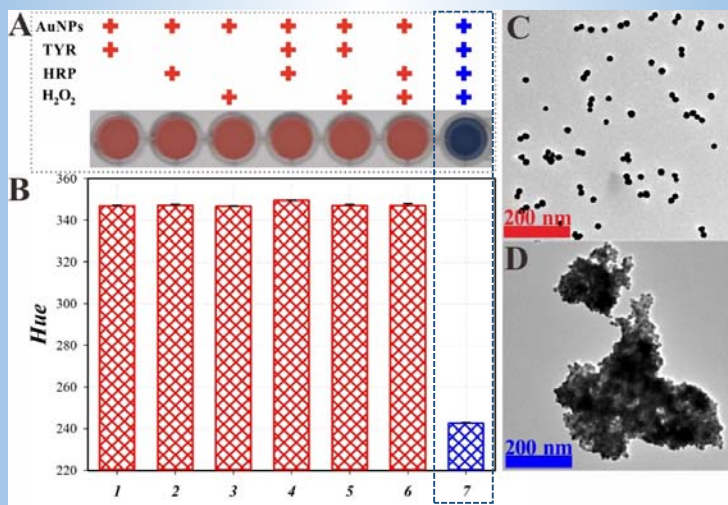 A
AuNPs + + + + + + +
TYR + + + +
HRP + + + +
H₂O₂ + + + +
B
360
340
320
300
280
260
240
220
Hue
1 2 3 4 5 6 7
C
200 nm
D
200 nm